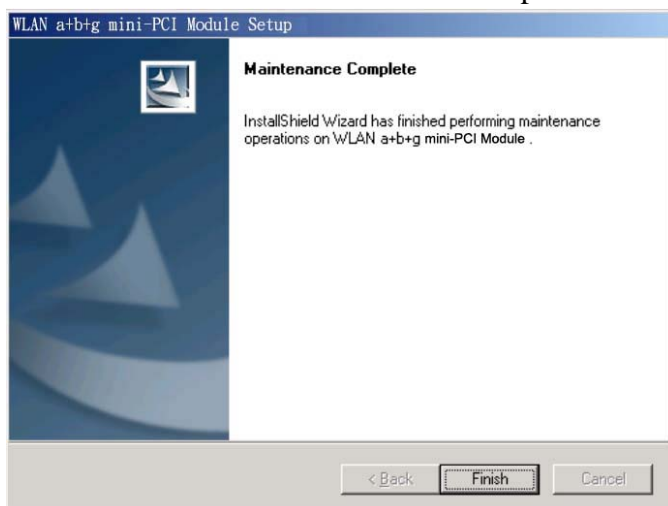 WLAN a+b+g mini-PCI Module Setup
Maintenance Complete
InstallShield Wizard has finished performing maintenance
operations on WLAN a+b+g mini-PCI Module .
< Back
Finish
Cancel